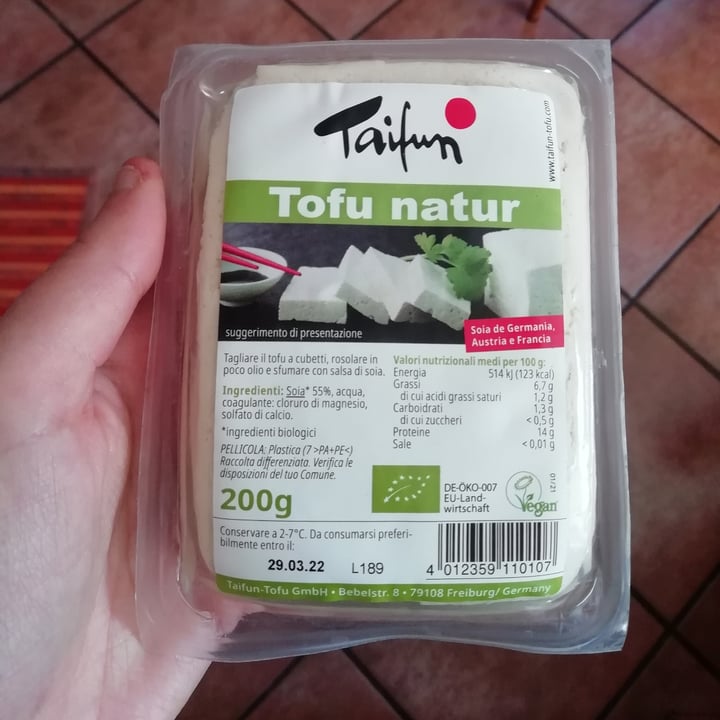 Taifun
www.taifun-tofu.com
Tofu natur
suggerimento di presentazione
Soia de Germania,
Austria e Francia
Tagliare il tofu a cubetti, rosolare in
poco olio e sfumare con salsa di soia.
Ingredienti: Soia* 55%, acqua,
coagulante: cloruro di magnesio,
solfato di calcio.
*ingredienti biologici
PELLICOLA: Plastica (7 >PA+PE<)
Raccolta differenziata. Verifica le
disposizioni del tuo Comune.
200g
Valori nutrizionali medi per 100 g:
Energia 514 kJ (123 kcal)
Grassi 6,7 g
di cui acidi grassi saturi 1,2 g
Carboidrati 1,3 g
di cui zuccheri < 0,5 g
Proteine 14 g
Sale < 0,01 g
DE-ÖKO-007
EU-Land-
wirtschaft
Vegan
01/21
Conservare a 2-7°C. Da consumarsi preferi-
bilmente entro il:
29.03.22 L189
4 012359 110107
Taifun-Tofu GmbH • Bebelstr. 8 • 79108 Freiburg/ Germany